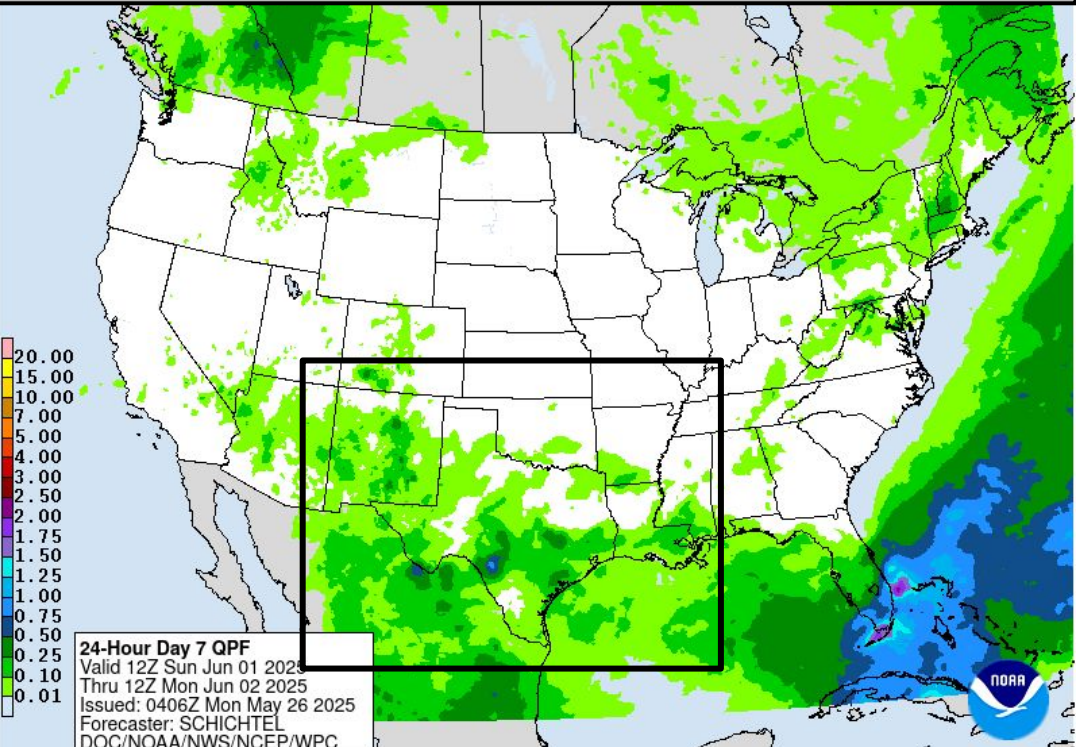 20.00
15.00
10.00
7.00
5.00
4.00
3.00
2.50
2.00
1.75
1.50
1.25
1.00
0.75
0.50
0.25
0.10
0.01
24-Hour Day 7 QPF
Valid 12Z Sun Jun 01 2025
Thru 12Z Mon Jun 02 2025
Issued: 0406Z Mon May 26 2025
Forecaster: SCHICHTEL
DOC/NOAA/NWS/NCEP/WPC
NOAA